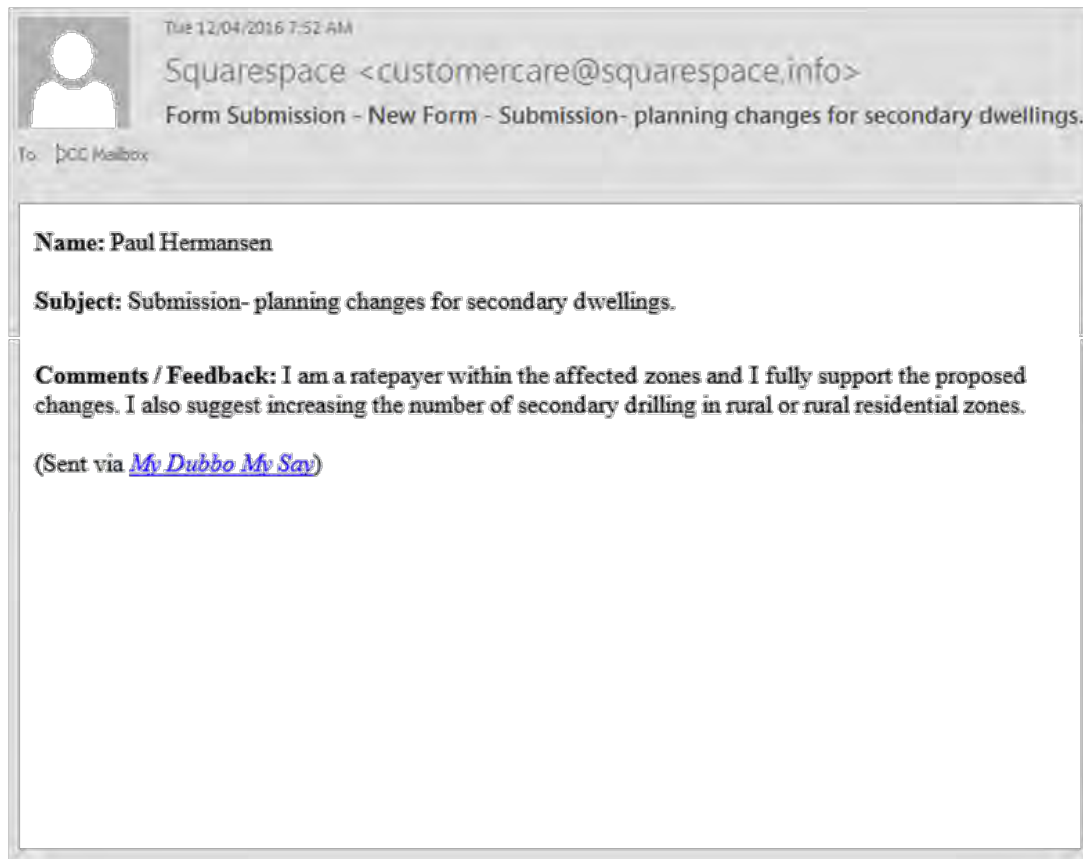 Tue 12/04/2016 7:52 AM
Squarespace <customercare@squarespace.info>
Form Submission - New Form - Submission- planning changes for secondary dwellings.
To DCC Mailbox
Name: Paul Hermansen
Subject: Submission- planning changes for secondary dwellings.
Comments / Feedback: I am a ratepayer within the affected zones and I fully support the proposed
changes. I also suggest increasing the number of secondary drilling in rural or rural residential zones.
(Sent via My Dubbo My Say)